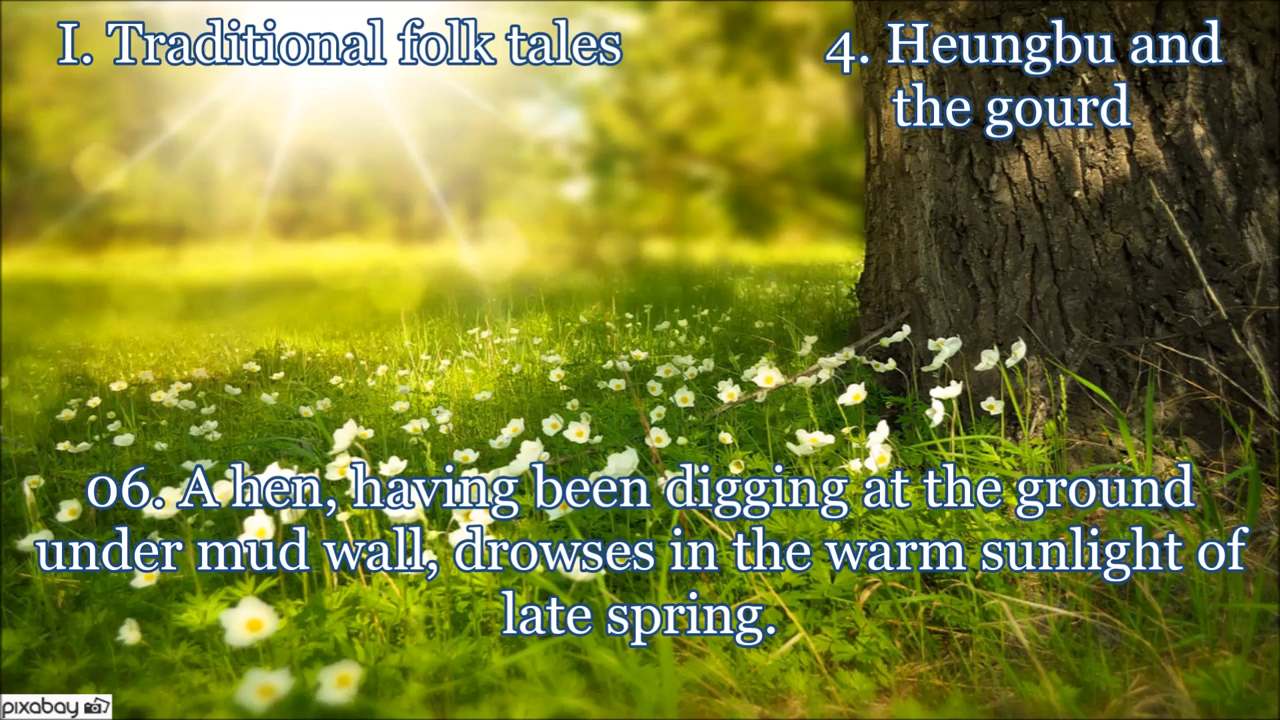 I. Traditional folk tales
4. Heungbu and
the gourd
06. A hen, having been digging at the ground
under mud wall, drowses in the warm sunlight of
late spring.
pixabay